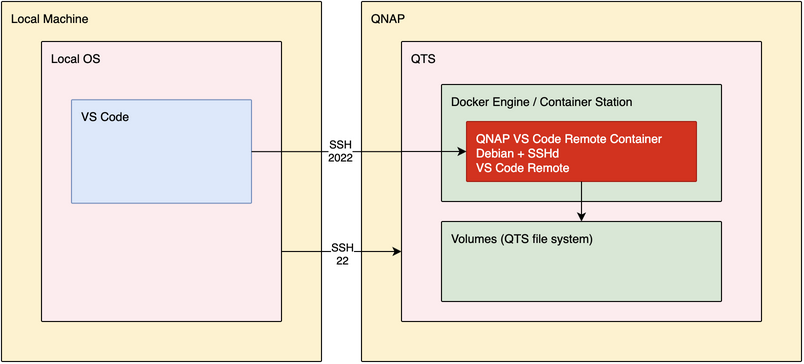 Local Machine
Local OS
VS Code
SSH
2022
SSH
22
QNAP
QTS
Docker Engine / Container Station
QNAP VS Code Remote Container
Debian + SSHd
VS Code Remote
Volumes (QTS file system)